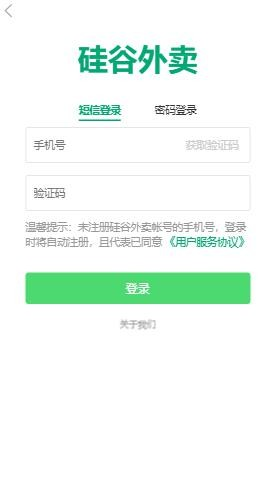 硅谷外卖
短信登录 密码登录
手机号 获取验证码
验证码
温馨提示：未注册硅谷外卖帐号的手机号，登录
时将自动注册，且代表已同意《用户服务协议》
登录
关于我们